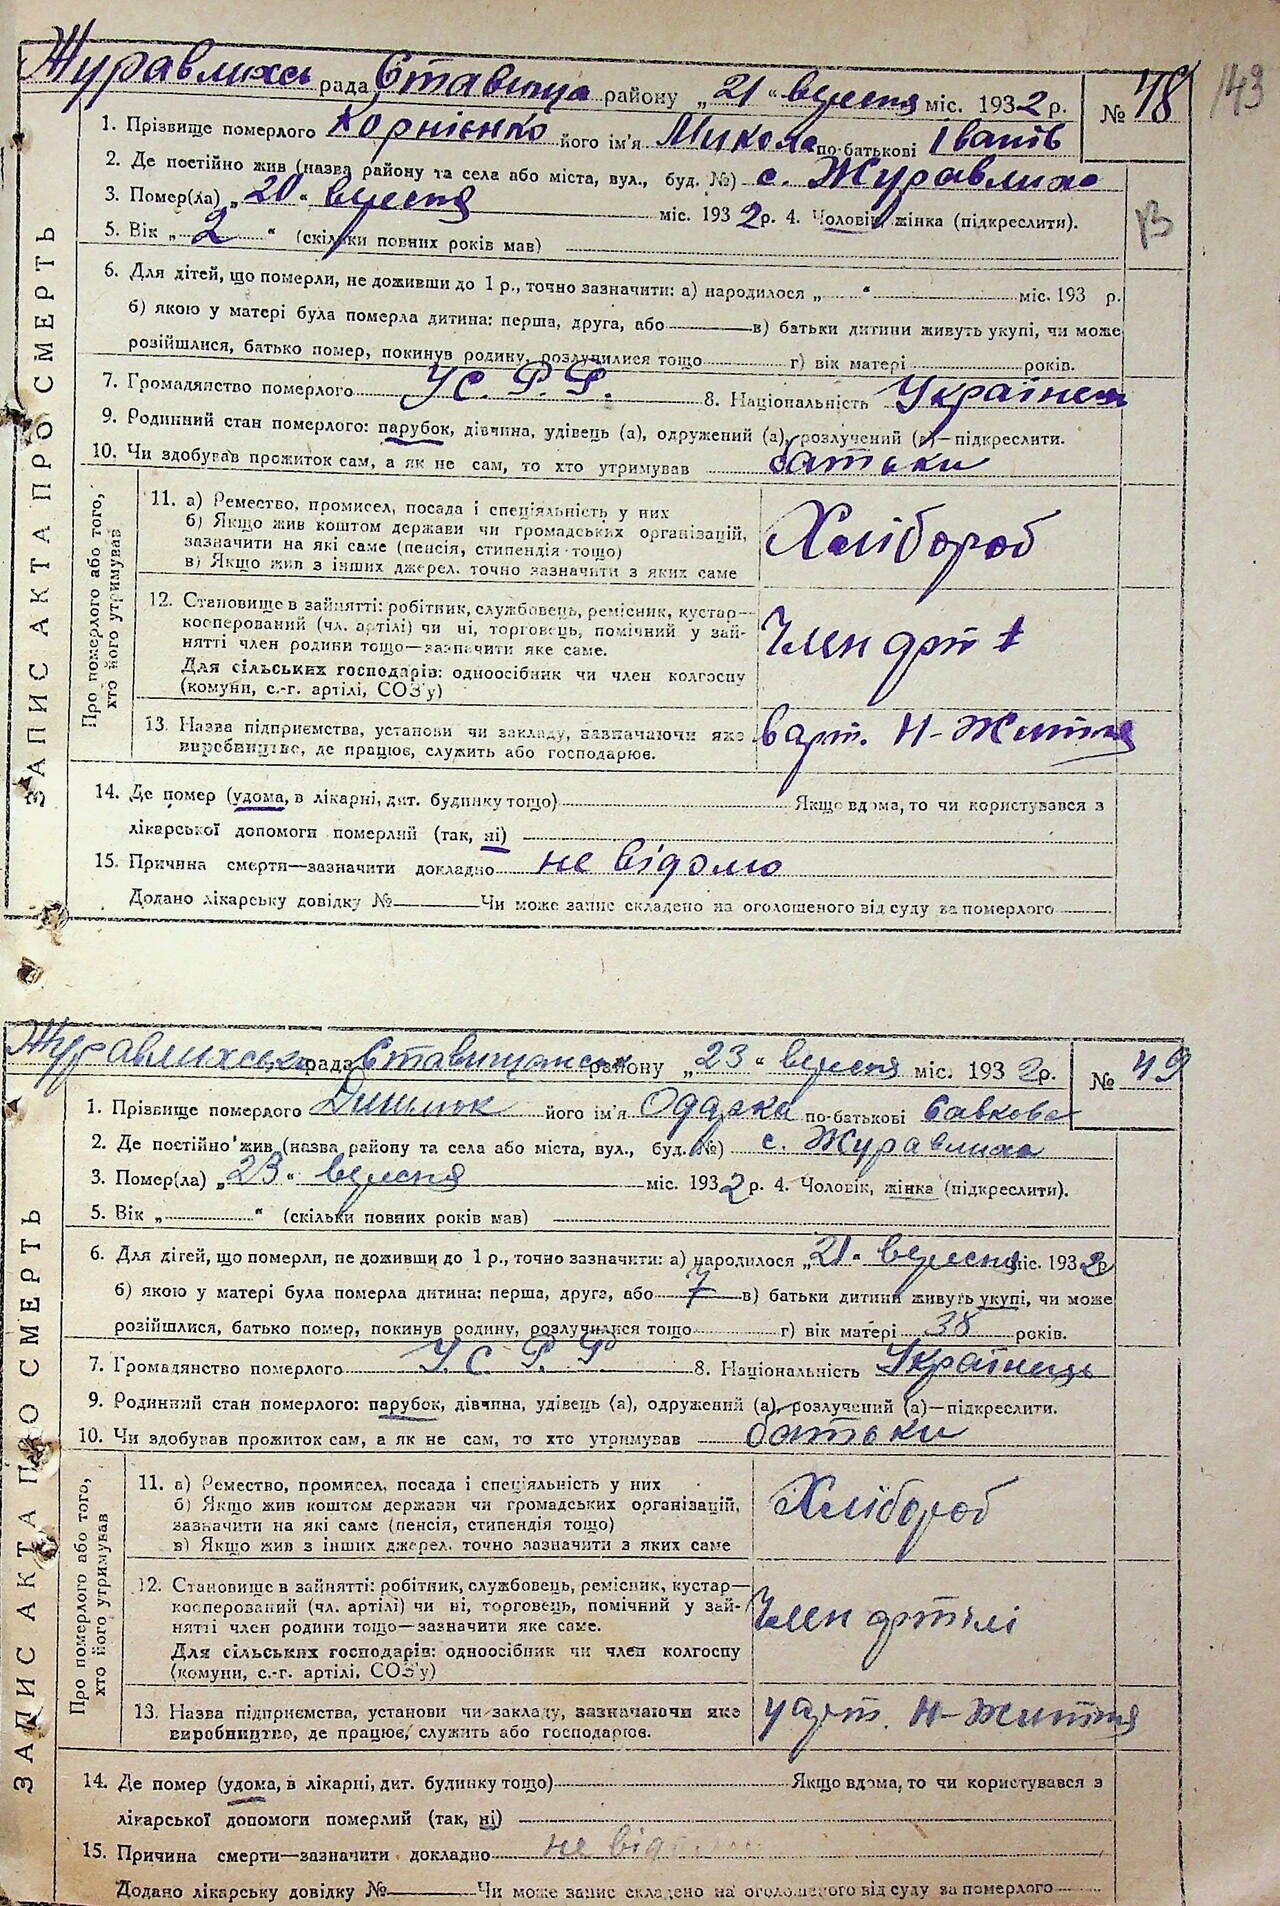 Журавлихсь рада Ставища району „21“ вересня міс. 1932 р. № 48 143
1. Прізвище померлого Корнієнко його ім'я Микола по-батькові Іванів
2. Де постійно жив (назва району та села або міста, вул., буд. №) с. Журавлиха
3. Помер(ла) „20“ вересня міс. 1932 р. 4. Чоловік, жінка (підкреслити).
5. Вік „2“ (скільки повних років мав)
6. Для дітей, що померли, не доживши до 1 р., точно зазначити: а) народилося „ “ міс. 193 р.
б) якою у матері була померла дитина: перша, друга, або в) батьки дитини живуть укупі, чи може
розійшлися, батько помер, покинув родину, розлучилися тощо г) вік матері років.
7. Громадянство померлого У.С.Р.Р. 8. Національність Українець
9. Родинний стан померлого: парубок, дівчина, удівець (а), одружений (а), розлучений (а)—підкреслити.
10. Чи здобував прожиток сам, а як не сам, то хто утримував батьки
ЗАПИС АКТА ПРО СМЕРТЬ
Про померлого або того, хто його утримував
11. а) Ремество, промисел, посада і спеціяльність у них
б) Якщо жив коштом держави чи громадських організацій,
зазначити на які саме (пенсія, стипендія тощо)
в) Якщо жив з інших джерел. точно зазначити з яких саме
Хлібороб
12. Становище в зайнятті: робітник, службовець, ремісник, кустар—
кооперований (чл. артілі) чи ні, торговець, помічний у зай-
нятті член родини тощо—зазначити яке саме.
Для сільських господарів: одноосібник чи член колгоспу
(комуни, с.-г. артілі, СОЗ'у)
Член арт
13. Назва підприємства, установи чи закладу, зазначаючи яке
виробництво, де працює, служить або господарює.
в арт. Н-Життя
14. Де помер (удома, в лікарні, дит. будинку тощо) Якщо вдома, то чи користувався з
лікарської допомоги померлий (так, ні)
15. Причина смерти—зазначити докладно не відомо
Додано лікарську довідку № Чи може запис складено на оголошеного від суду за померлого
Журавлихська рада Ставищанськ району „23“ вересня міс. 1932 р. № 49
1. Прізвище померлого його ім'я Одарка по-батькові Савкова
2. Де постійно жив (назва району та села або міста, вул., буд. №) с. Журавлиха
3. Помер(ла) „23“ вересня міс. 1932 р. 4. Чоловік, жінка (підкреслити).
5. Вік „ “ (скільки повних років мав)
6. Для дітей, що померли, не доживши до 1 р., точно зазначити: а) народилося „21“ вересня міс. 1932 р
б) якою у матері була померла дитина: перша, друга, або 7 в) батьки дитини живуть укупі, чи може
розійшлися, батько помер, покинув родину, розлучилися тощо г) вік матері 38 років.
7. Громадянство померлого У.С.Р.Р 8. Національність Українець
9. Родинний стан померлого: парубок, дівчина, удівець (а), одружений (а), розлучений (а)—підкреслити.
10. Чи здобував прожиток сам, а як не сам, то хто утримував батьки
ЗАПИС АКТА ПРО СМЕРТЬ
Про померлого або того, хто його утримував
11. а) Ремество, промисел, посада і спеціяльність у них
б) Якщо жив коштом держави чи громадських організацій,
зазначити на які саме (пенсія, стипендія тощо)
в) Якщо жив з інших джерел. точно зазначити з яких саме
Хлібороб
12. Становище в зайнятті: робітник, службовець, ремісник, кустар—
кооперований (чл. артілі) чи ні, торговець, помічний у зай-
нятті член родини тощо—зазначити яке саме.
Для сільських господарів: одноосібник чи член колгоспу
(комуни, с.-г. артілі, СОЗ'у)
Член артілі
13. Назва підприємства, установи чи закладу, зазначаючи яке
виробництво, де працює, служить або господарює.
у арт. Н-Життя
14. Де помер (удома, в лікарні, дит. будинку тощо) Якщо вдома, то чи користувався з
лікарської допомоги померлий (так, ні)
15. Причина смерти—зазначити докладно не відомо
Додано лікарську довідку № Чи може запис складено на оголошеного від суду за померлого